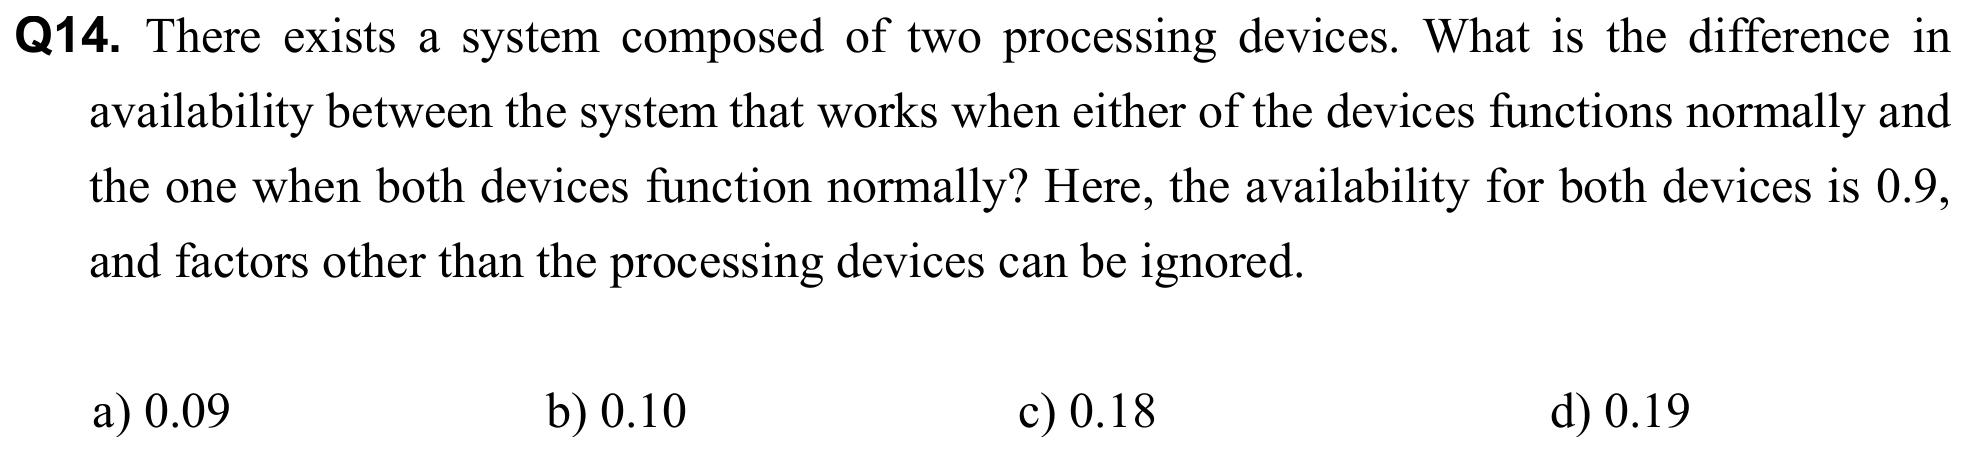 Q14. There exists a system composed of two processing devices. What is the difference in
availability between the system that works when either of the devices functions normally and
the one when both devices function normally? Here, the availability for both devices is 0.9,
and factors other than the processing devices can be ignored.
a) 0.09 b) 0.10 c) 0.18 d) 0.19